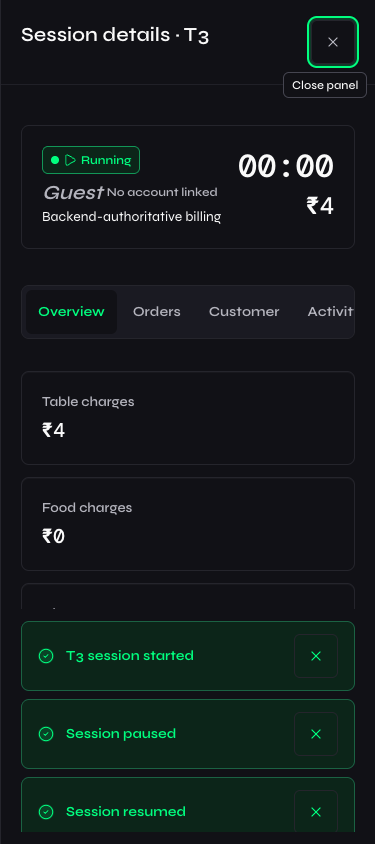 Session details · T3
Close panel
Running
00:00
Guest No account linked
₹4
Backend-authoritative billing
Overview Orders Customer Activit
Table charges
₹4
Food charges
₹0
T3 session started
Session paused
Session resumed